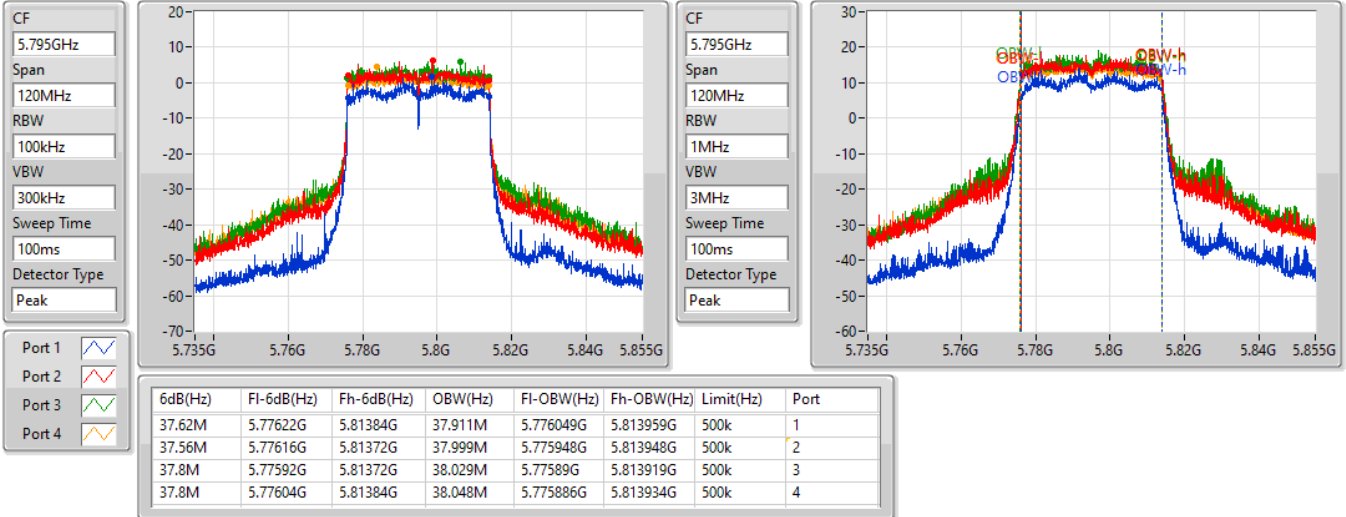 CF
5.795GHz
Span
120MHz
RBW
100kHz
VBW
300kHz
Sweep Time
100ms
Detector Type
Peak
20
10
0
-10
-20
-30
-40
-50
-60
-70
5.735G 5.76G 5.78G 5.8G 5.82G 5.84G 5.855G
CF
5.795GHz
Span
120MHz
RBW
1MHz
VBW
3MHz
Sweep Time
100ms
Detector Type
Peak
30
20
10
0
-10
-20
-30
-40
-50
-60
OBW-h
OBW-h
5.735G 5.76G 5.78G 5.8G 5.82G 5.84G 5.855G
Port 1
Port 2
Port 3
Port 4
6dB(Hz) Fl-6dB(Hz) Fh-6dB(Hz) OBW(Hz) Fl-OBW(Hz) Fh-OBW(Hz) Limit(Hz) Port
37.62M 5.77622G 5.81384G 37.911M 5.776049G 5.813959G 500k 1
37.56M 5.77616G 5.81372G 37.999M 5.775948G 5.813948G 500k 2
37.8M 5.77592G 5.81372G 38.029M 5.77589G 5.813919G 500k 3
37.8M 5.77604G 5.81384G 38.048M 5.775886G 5.813934G 500k 4